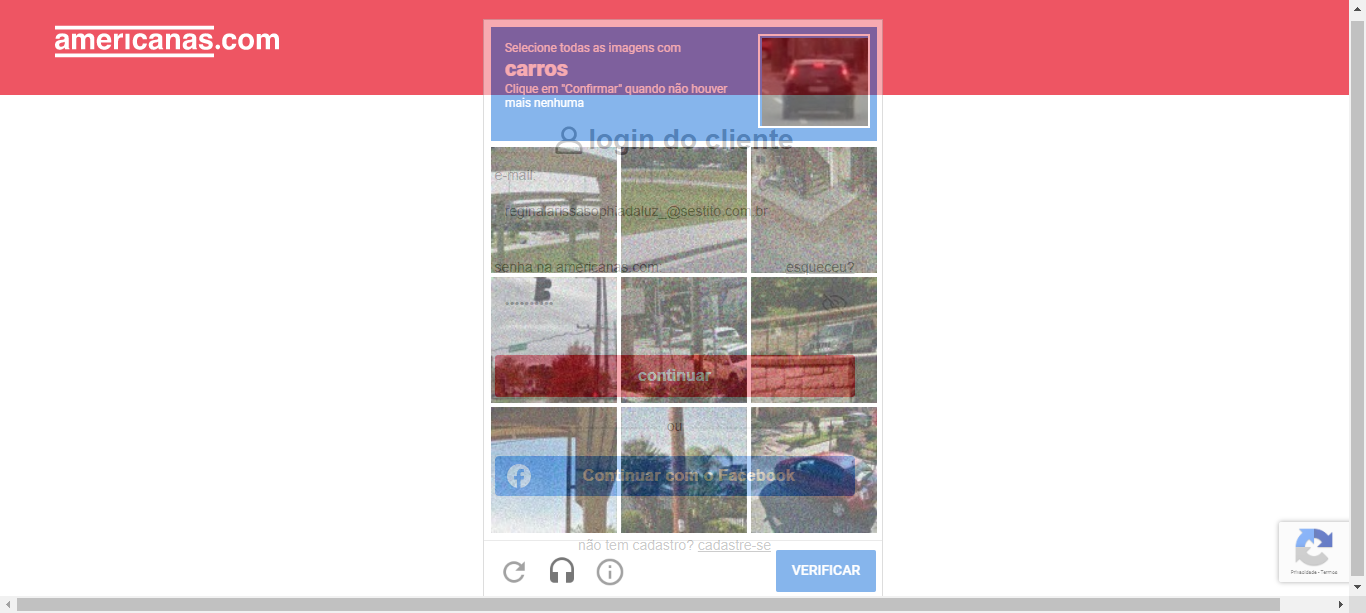 americanas.com
Selecione todas as imagens com
carros
Clique em "Confirmar" quando não houver
mais nenhuma
login do cliente
e-mail:
reginalarissasophiadaluz_@sestito.com.br
senha na americanas.com:
esqueceu?
continuar
ou
Continuar com o Facebook
não tem cadastro? cadastre-se
VERIFICAR
Privacidade - Termos